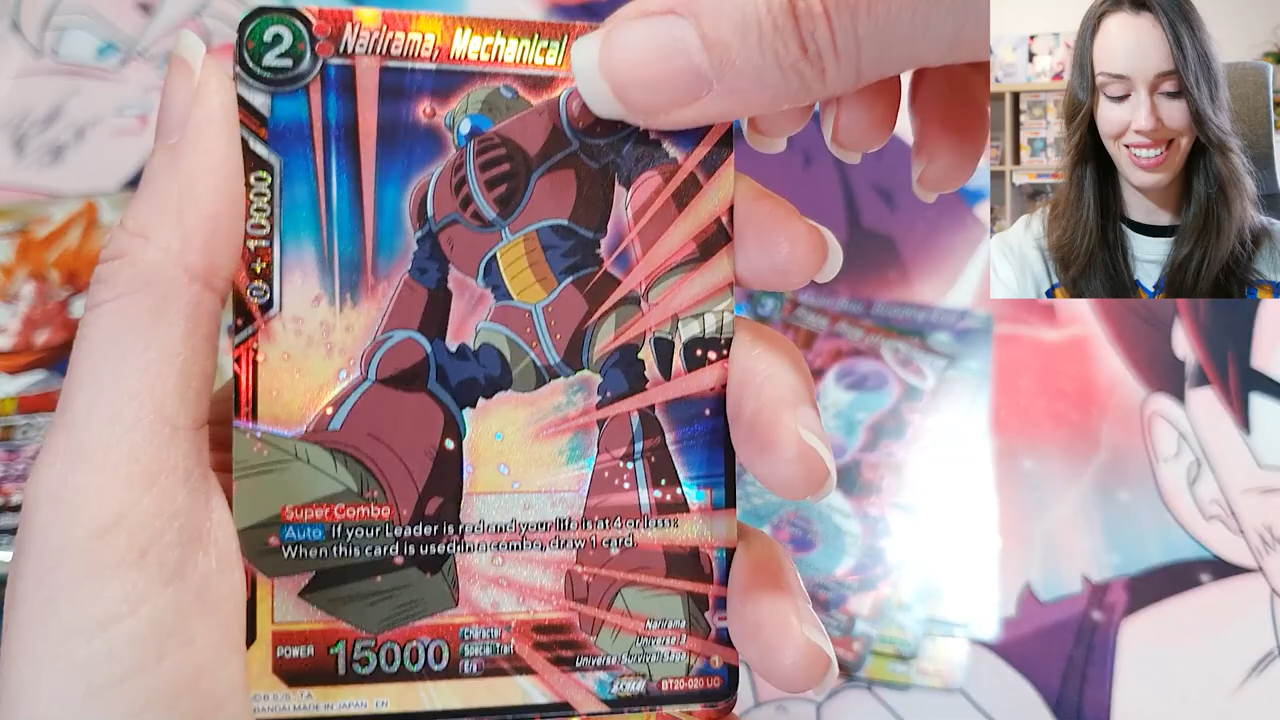 2
Narirama, Mechanical
0 +10000
Super Combo
Auto If your Leader is red and your life is at 4 or less:
When this card is used in a combo, draw 1 card.
POWER 15000
Character Narirama
Special Trait Universe 3
Era Universe Survival Saga
BT20-020 UC
©B.S./S., T.A.
BANDAI MADE IN JAPAN EN